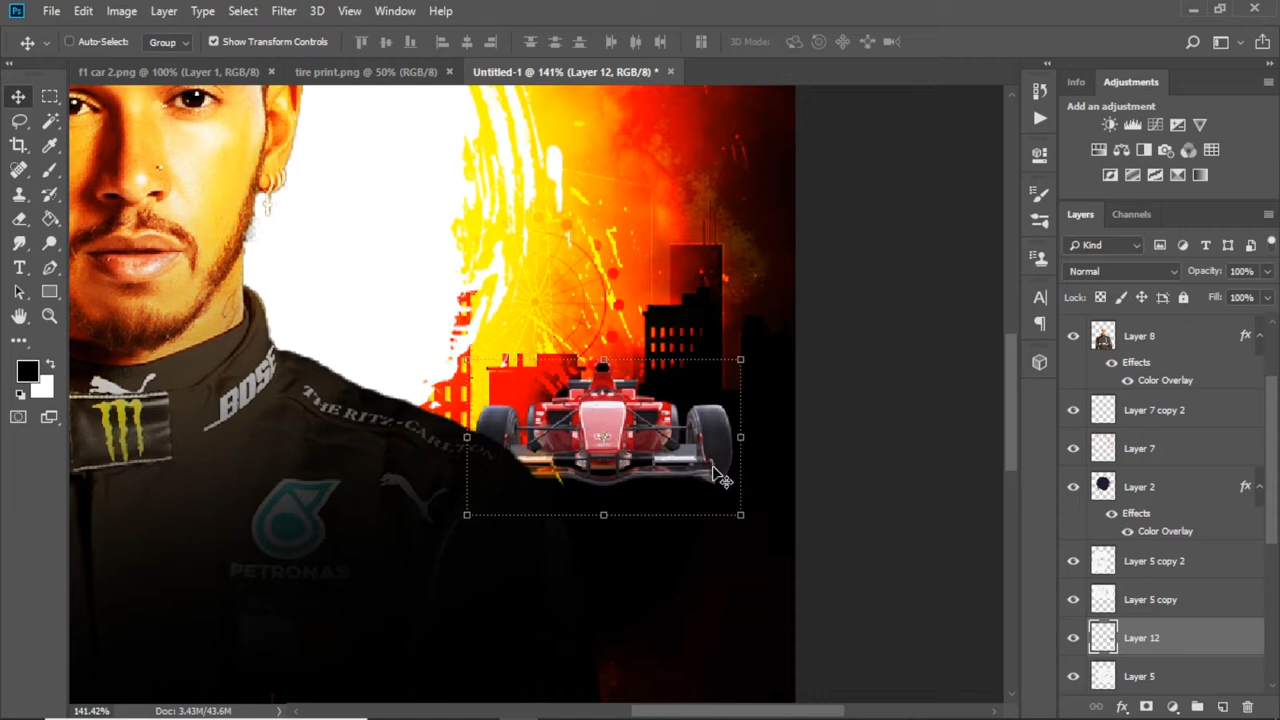 Ps File Edit Image Layer Type Select Filter 3D View Window Help
Auto-Select: Group Show Transform Controls 3D Mode:
f1 car 2.png @ 100% (Layer 1, RGB/8) × tire print.png @ 50% (RGB/8) × Untitled-1 @ 141% (Layer 12, RGB/8) * ×
Info Adjustments
Add an adjustment
Layers Channels
Kind
Normal Opacity: 100%
Lock: Fill: 100%
Layer 8 fx
Effects
Color Overlay
Layer 7 copy 2
Layer 7
Layer 2 fx
Effects
Color Overlay
Layer 5 copy 2
Layer 5 copy
Layer 12
Layer 5
BOSE
THE RITZ-CARLTON
PETRONAS
141.42% Doc: 3.43M/43.6M